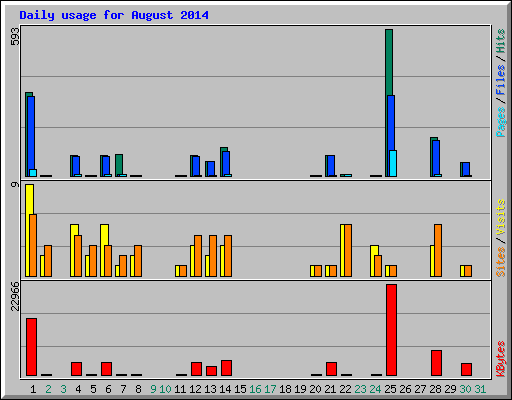 Daily usage for August 2014
593
Pages / Files / Hits
9
Sites / Visits
22966
KBytes
1 2 3 4 5 6 7 8 9 10 11 12 13 14 15 16 17 18 19 20 21 22 23 24 25 26 27 28 29 30 31